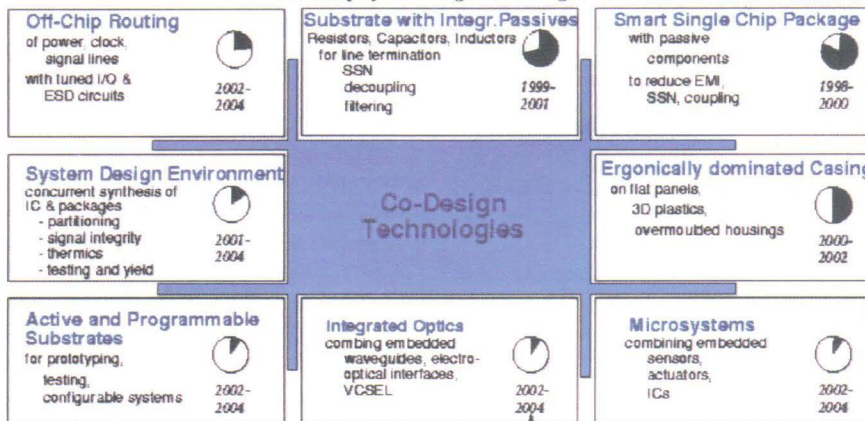 Off-Chip Routing
of power, clock,
signal lines
with tuned I/O &
ESD circuits
2002-
2004
Substrate with Integr.Passives
Resistors, Capacitors, Inductors
for line termination
SSN
decoupling
filtering
1999-
2001
Smart Single Chip Package
with passive
components
to reduce EMI,
SSN, coupling
1998-
2000
System Design Environment
concurrent synthesis of
IC & packages
- partitioning
- signal integrity
- thermics
- testing and yield
2001-
2004
Co-Design
Technologies
Ergonically dominated Casing
on flat panels,
3D plastics,
overmoulded housings
2000-
2002
Active and Programmable
Substrates
for prototyping,
testing,
configurable systems
2002-
2004
Integrated Optics
combing embedded
waveguides, electro-
optical interfaces,
VCSEL
2002-
2004
Microsystems
combining embedded
sensors,
actuators,
ICs
2002-
2004